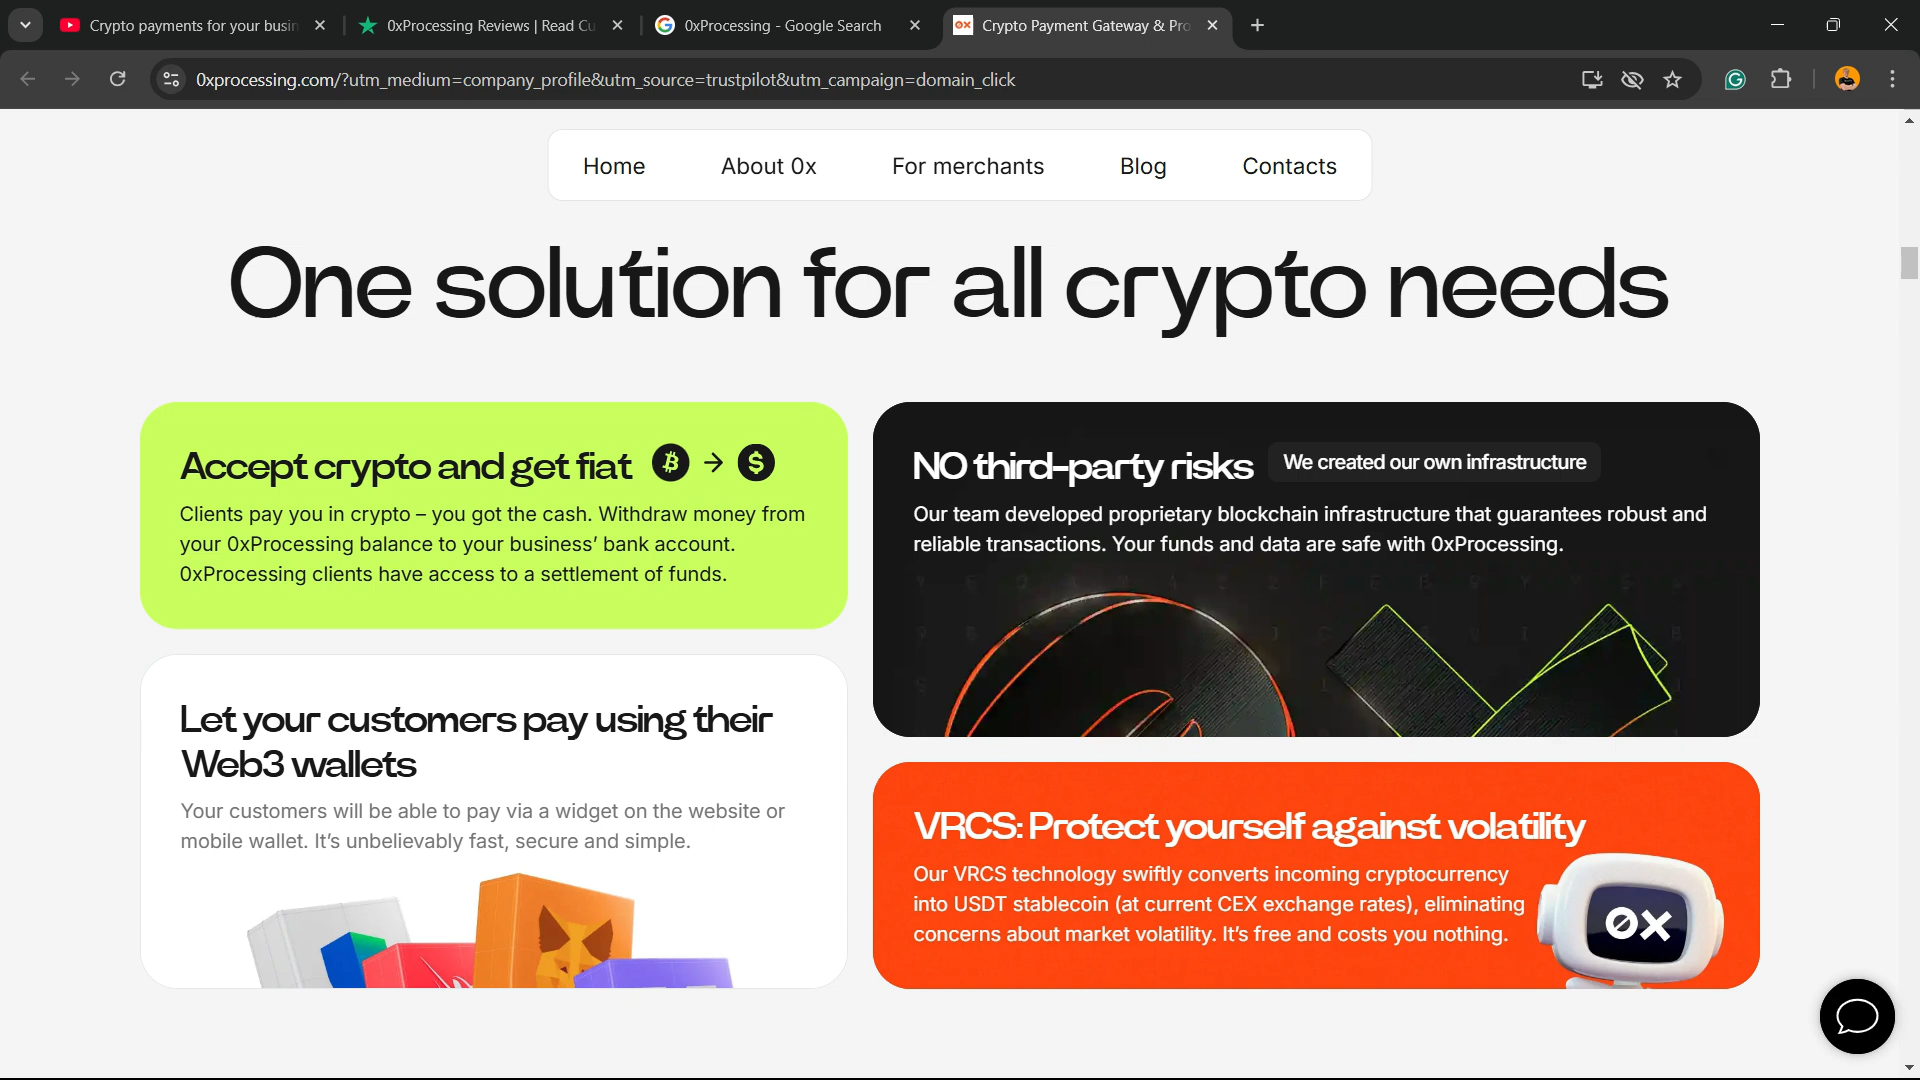 Crypto payments for your busin
0xProcessing Reviews | Read Cu
0xProcessing - Google Search
Crypto Payment Gateway & Pro
0xprocessing.com/?utm_medium=company_profile&utm_source=trustpilot&utm_campaign=domain_click
Home
About 0x
For merchants
Blog
Contacts
One solution for all crypto needs
Accept crypto and get fiat
Clients pay you in crypto – you got the cash. Withdraw money from
your 0xProcessing balance to your business’ bank account.
0xProcessing clients have access to a settlement of funds.
NO third-party risks
We created our own infrastructure
Our team developed proprietary blockchain infrastructure that guarantees robust and
reliable transactions. Your funds and data are safe with 0xProcessing.
Let your customers pay using their
Web3 wallets
Your customers will be able to pay via a widget on the website or
mobile wallet. It’s unbelievably fast, secure and simple.
VRCS: Protect yourself against volatility
Our VRCS technology swiftly converts incoming cryptocurrency
into USDT stablecoin (at current CEX exchange rates), eliminating
concerns about market volatility. It’s free and costs you nothing.
0x